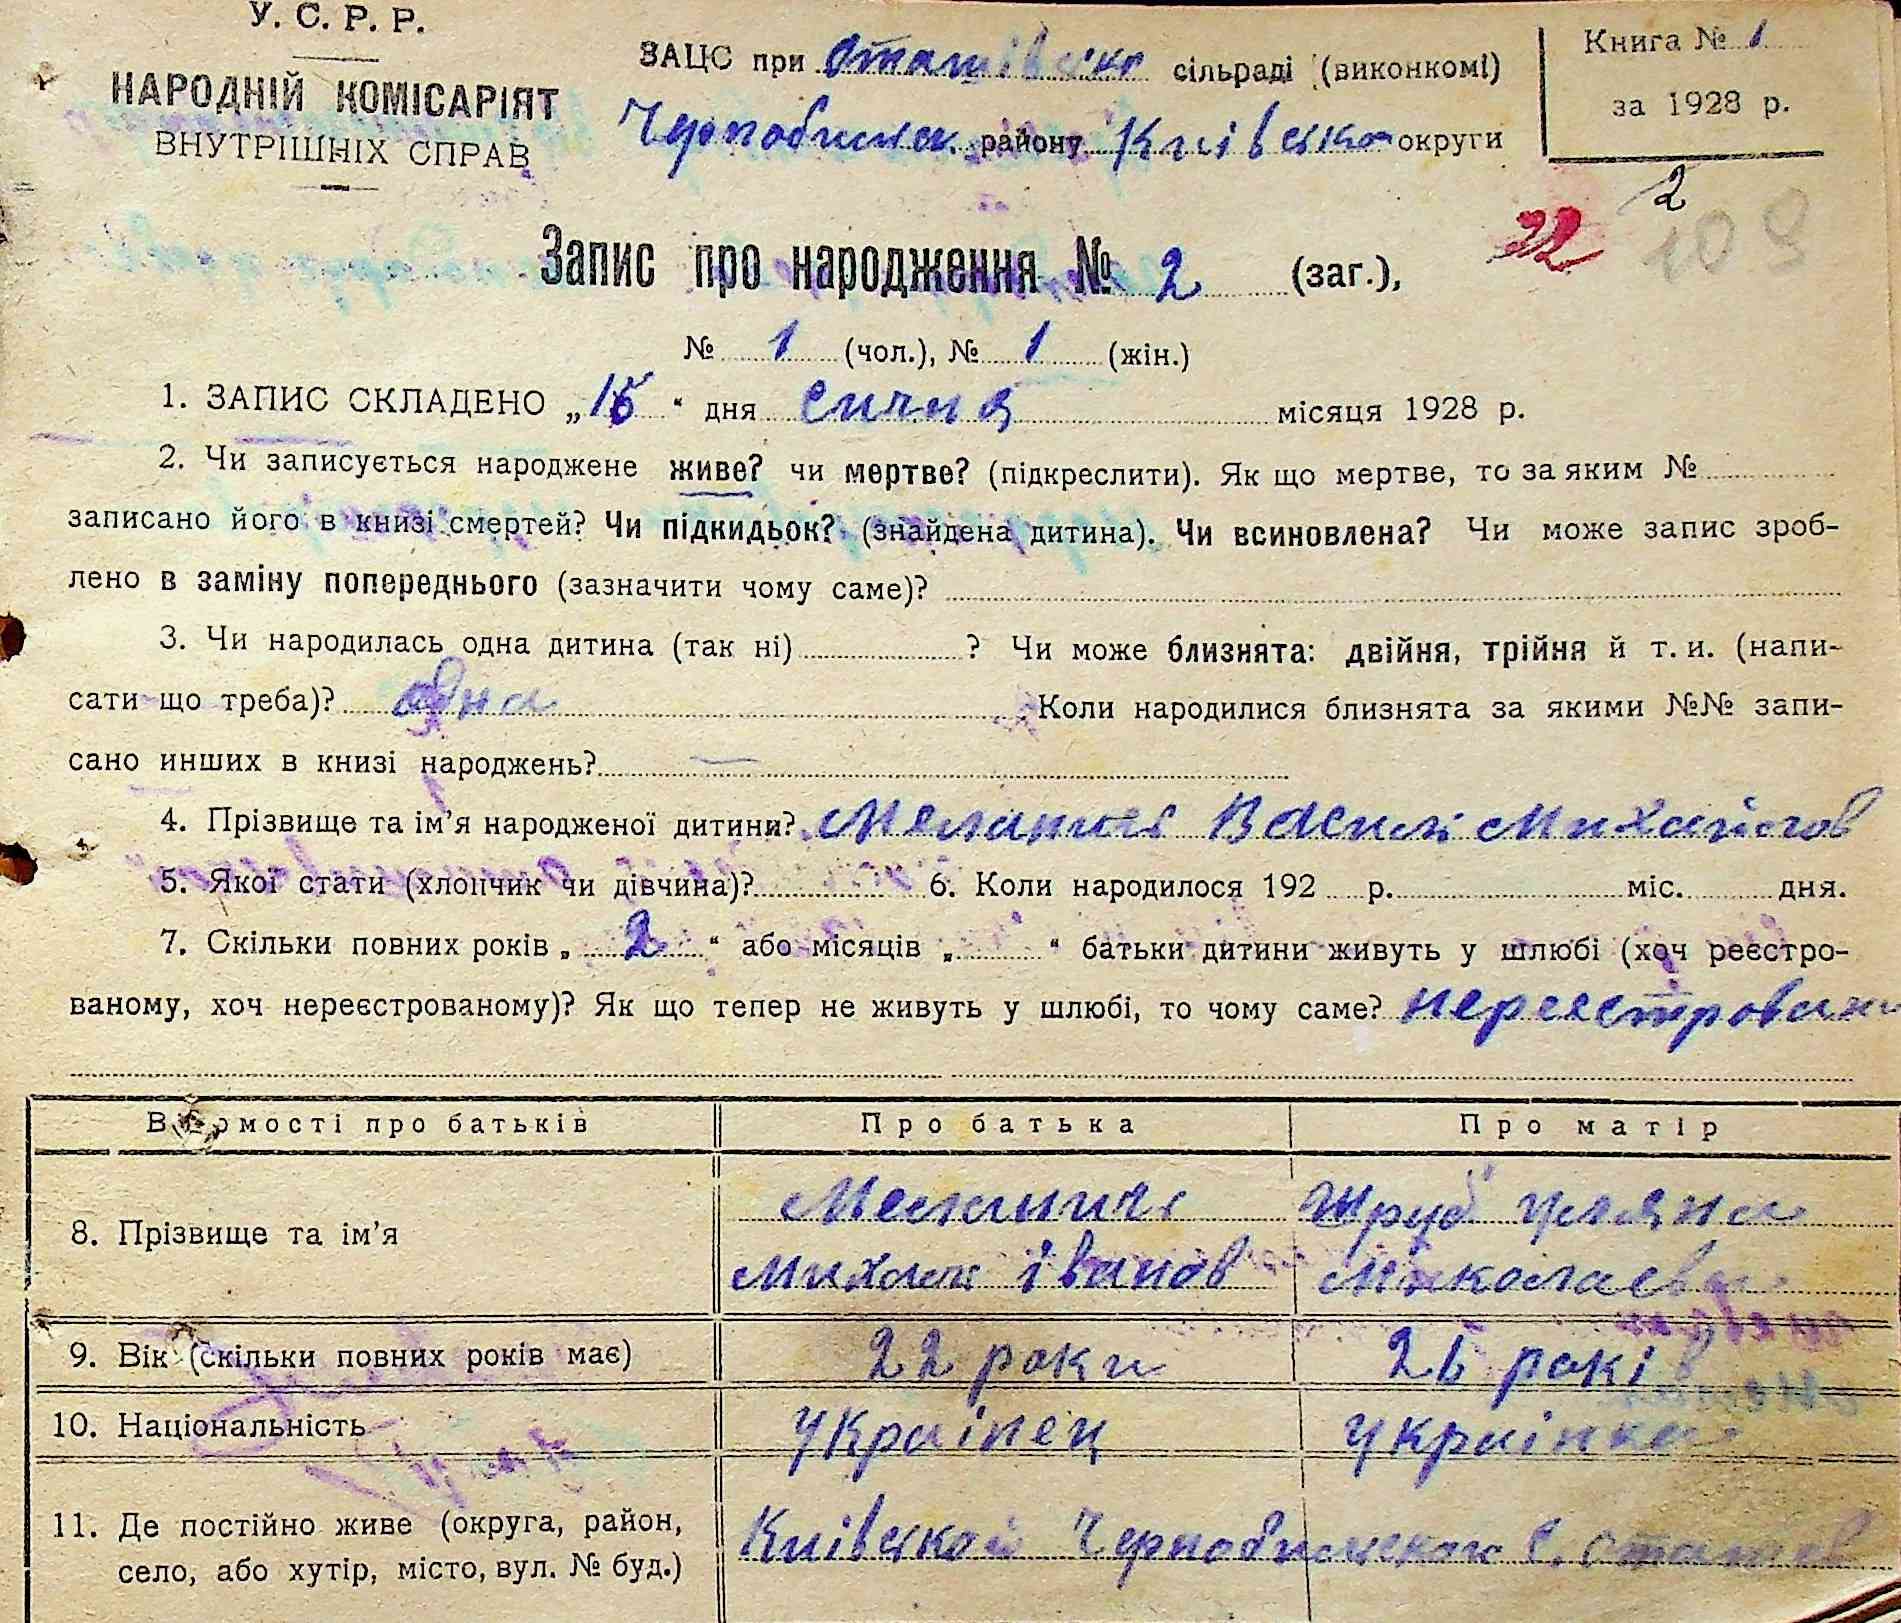 У. С. Р. Р.
НАРОДНІЙ КОМІСАРІЯТ
ВНУТРІШНІХ СПРАВ
ЗАЦС при сільраді (виконкомі)
району Київської округи
Книга № 1
за 1928 р.
2
32 109
Запис про народження № 2 (заг.),
№ 1 (чол.), № 1 (жін.)
1. ЗАПИС СКЛАДЕНО „ “ дня січня місяця 1928 р.
2. Чи записується народжене живе? чи мертве? (підкреслити). Як що мертве, то за яким №
записано його в книзі смертей? Чи підкидьок? (знайдена дитина). Чи всиновлена? Чи може запис зроб-
лено в заміну попереднього (зазначити чому саме)?
3. Чи народилась одна дитина (так ні) ? Чи може близнята: двійня, трійня й т. и. (напи-
сати що треба)? одна Коли народилися близнята за якими №№ запи-
сано инших в книзі народжень? —
4. Прізвище та ім’я народженої дитини? Василь Михайлов
5. Якої стати (хлопчик чи дівчина)? 6. Коли народилося 192 р. міс. дня.
7. Скільки повних років „ 2 “ або місяців „ “ батьки дитини живуть у шлюбі (хоч реєстро-
ваному, хоч нереєстрованому)? Як що тепер не живуть у шлюбі, то чому саме?
Відомості про батьків Про батька Про матір
8. Прізвище та ім’я
Іванов Миколаєвна
9. Вік (скільки повних років має) 22 роки 26 рокі
10. Національність українец українка
11. Де постійно живе (округа, район,
село, або хутір, місто, вул. № буд.) с.